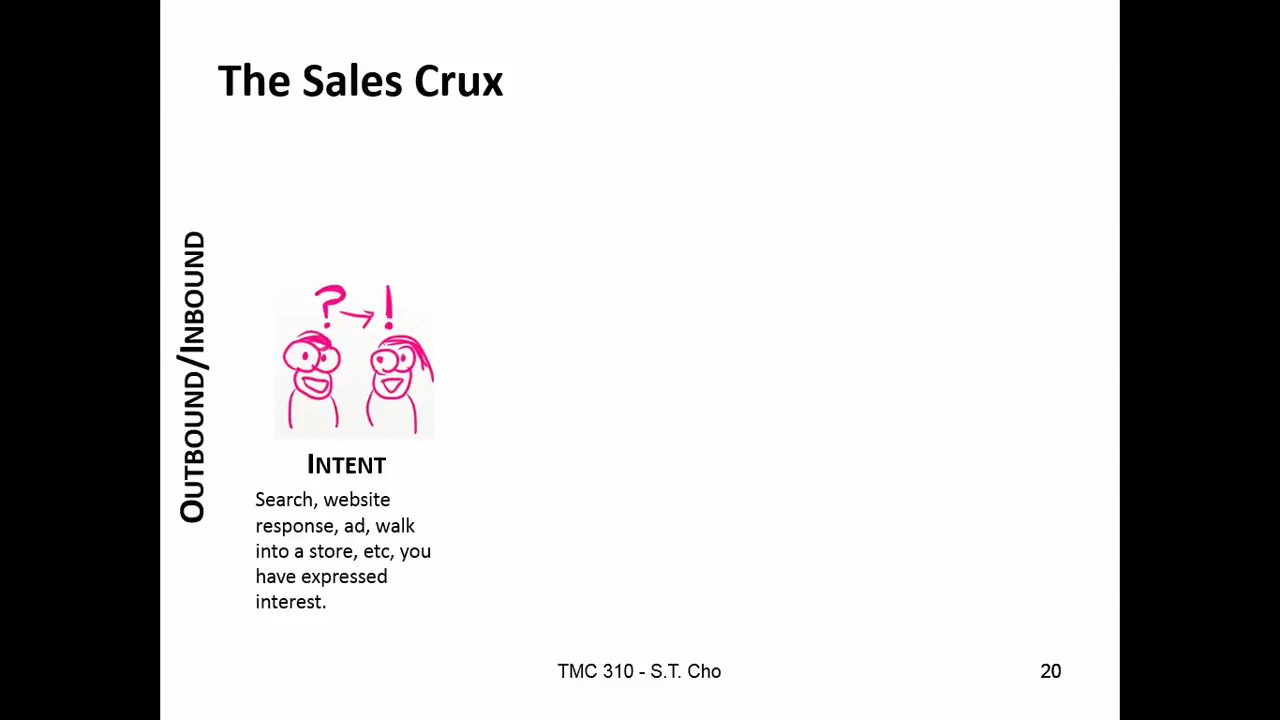 The Sales Crux
OUTBOUND/INBOUND
? !
INTENT
Search, website
response, ad, walk
into a store, etc, you
have expressed
interest.
TMC 310 - S.T. Cho
20